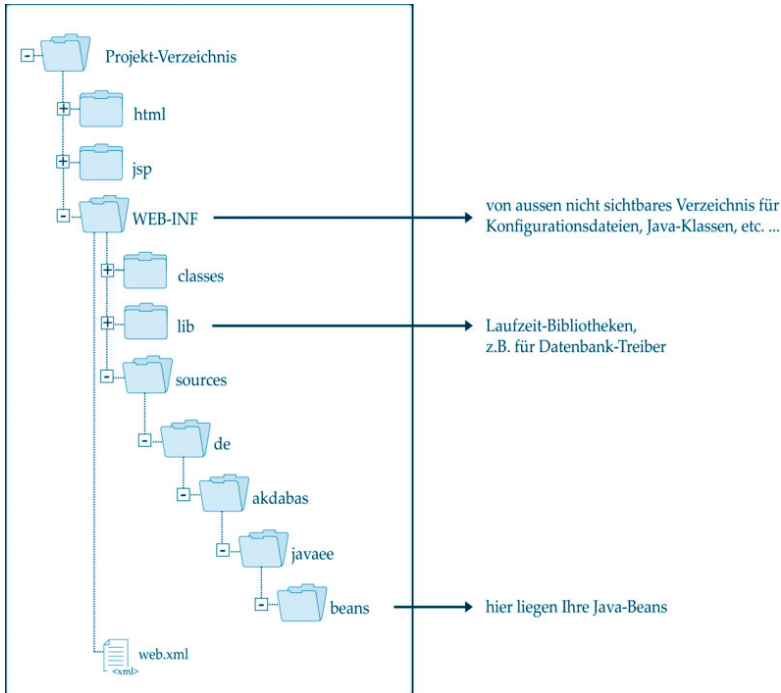 Projekt-Verzeichnis
html
jsp
WEB-INF
von aussen nicht sichtbares Verzeichnis für
Konfigurationsdateien, Java-Klassen, etc. ...
classes
lib
Laufzeit-Bibliotheken,
z.B. für Datenbank-Treiber
sources
de
akdabas
javaee
beans
hier liegen Ihre Java-Beans
web.xml
<xml>